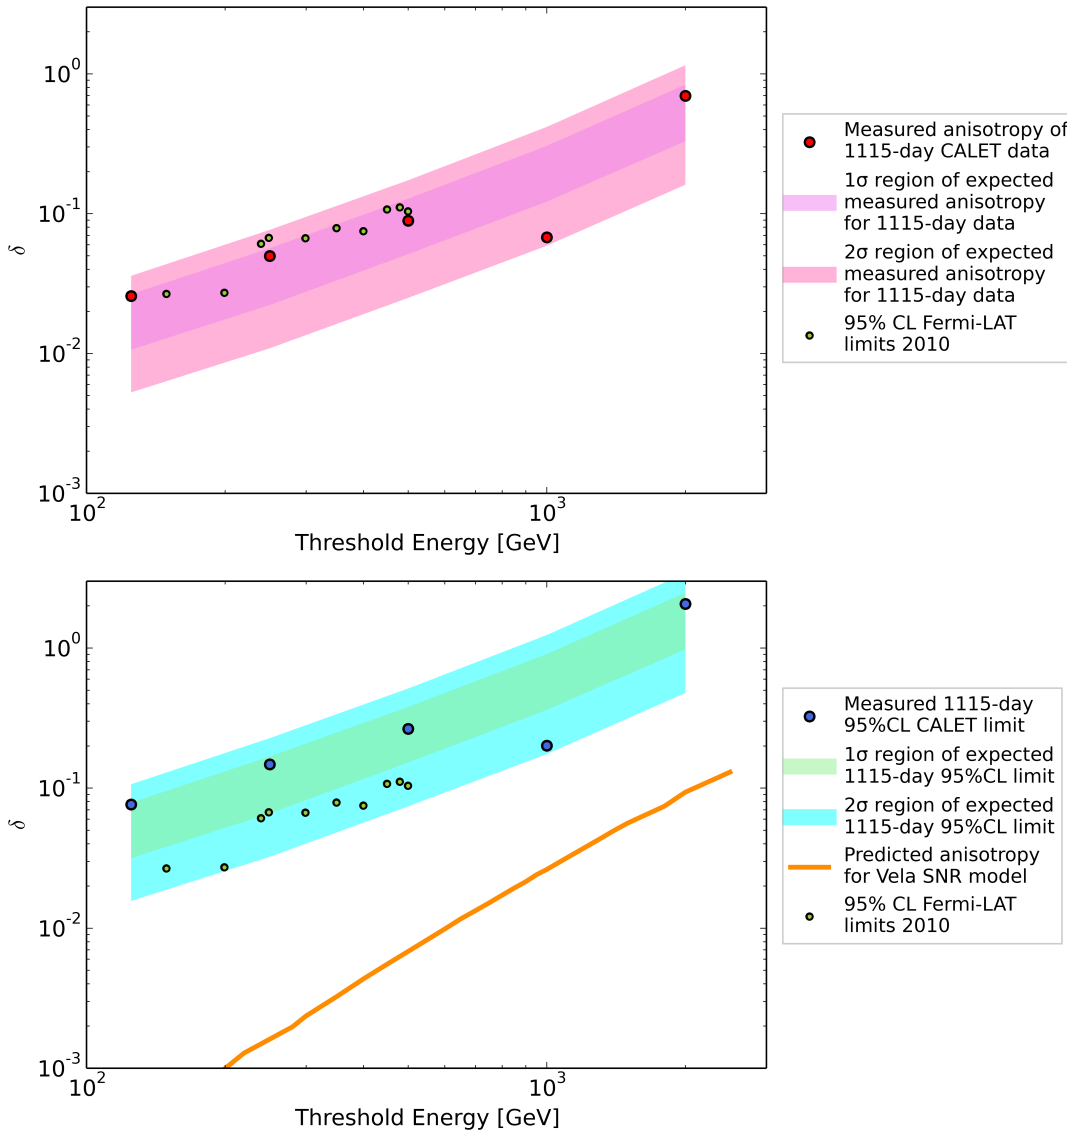 10^0
10^-1
10^-2
10^-3
δ
10^2
10^3
Threshold Energy [GeV]
Measured anisotropy of
1115-day CALET data
1σ region of expected
measured anisotropy
for 1115-day data
2σ region of expected
measured anisotropy
for 1115-day data
95% CL Fermi-LAT
limits 2010
10^0
10^-1
10^-2
10^-3
δ
10^2
10^3
Threshold Energy [GeV]
Measured 1115-day
95%CL CALET limit
1σ region of expected
1115-day 95%CL limit
2σ region of expected
1115-day 95%CL limit
Predicted anisotropy
for Vela SNR model
95% CL Fermi-LAT
limits 2010